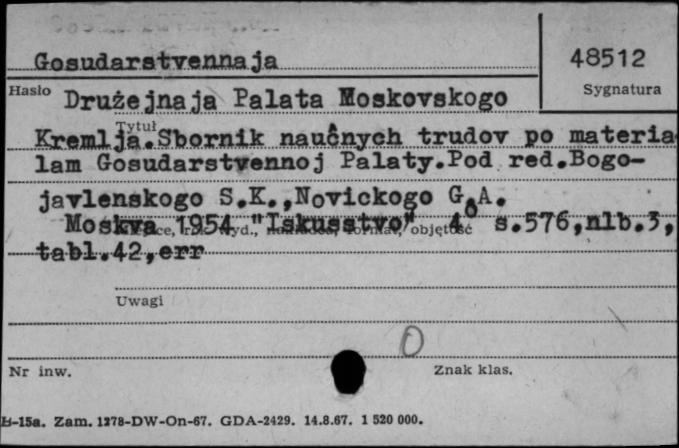 Gosudarstvennaja
48512
Hasło
Sygnatura
Drużejnaja Palata Moskovskogo
Tytuł
Kremlja.Sbornik naučnych trudov po materia
lam Gosudarstvennoj Palaty.Pod red.Bogo-
javlenskogo S.K.,Novickogo G.A.
Moskva 1954 "Iskusstvo" 4° s.576,nlb.3,
objętość
tabl.42,err
Uwagi
0
Nr inw.
Znak klas.
H-15a. Zam. 1278-DW-On-67. GDA-2429. 14.8.67. 1 520 000.